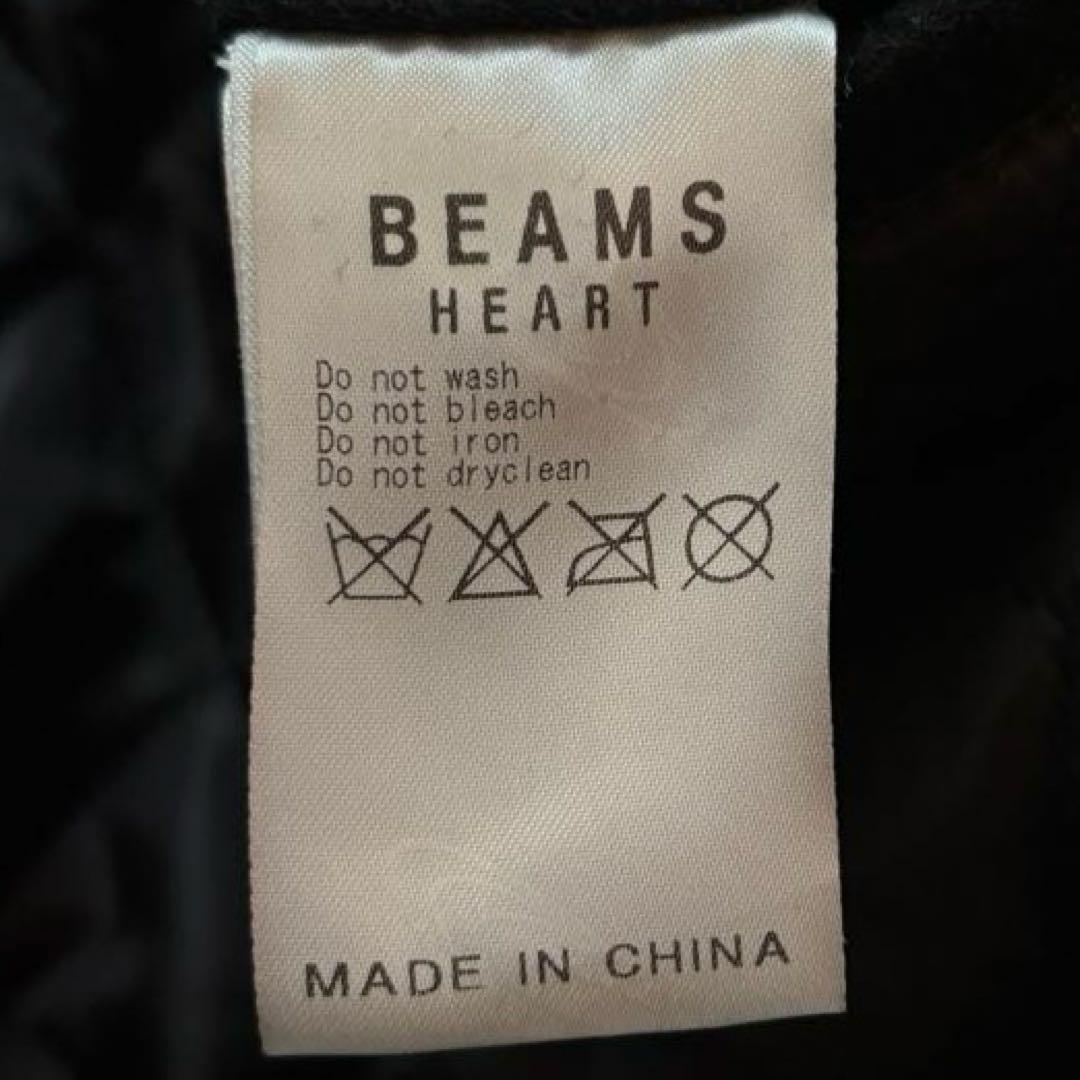 BEAMS
HEART
Do not wash
Do not bleach
Do not iron
Do not dryclean
MADE IN CHINA